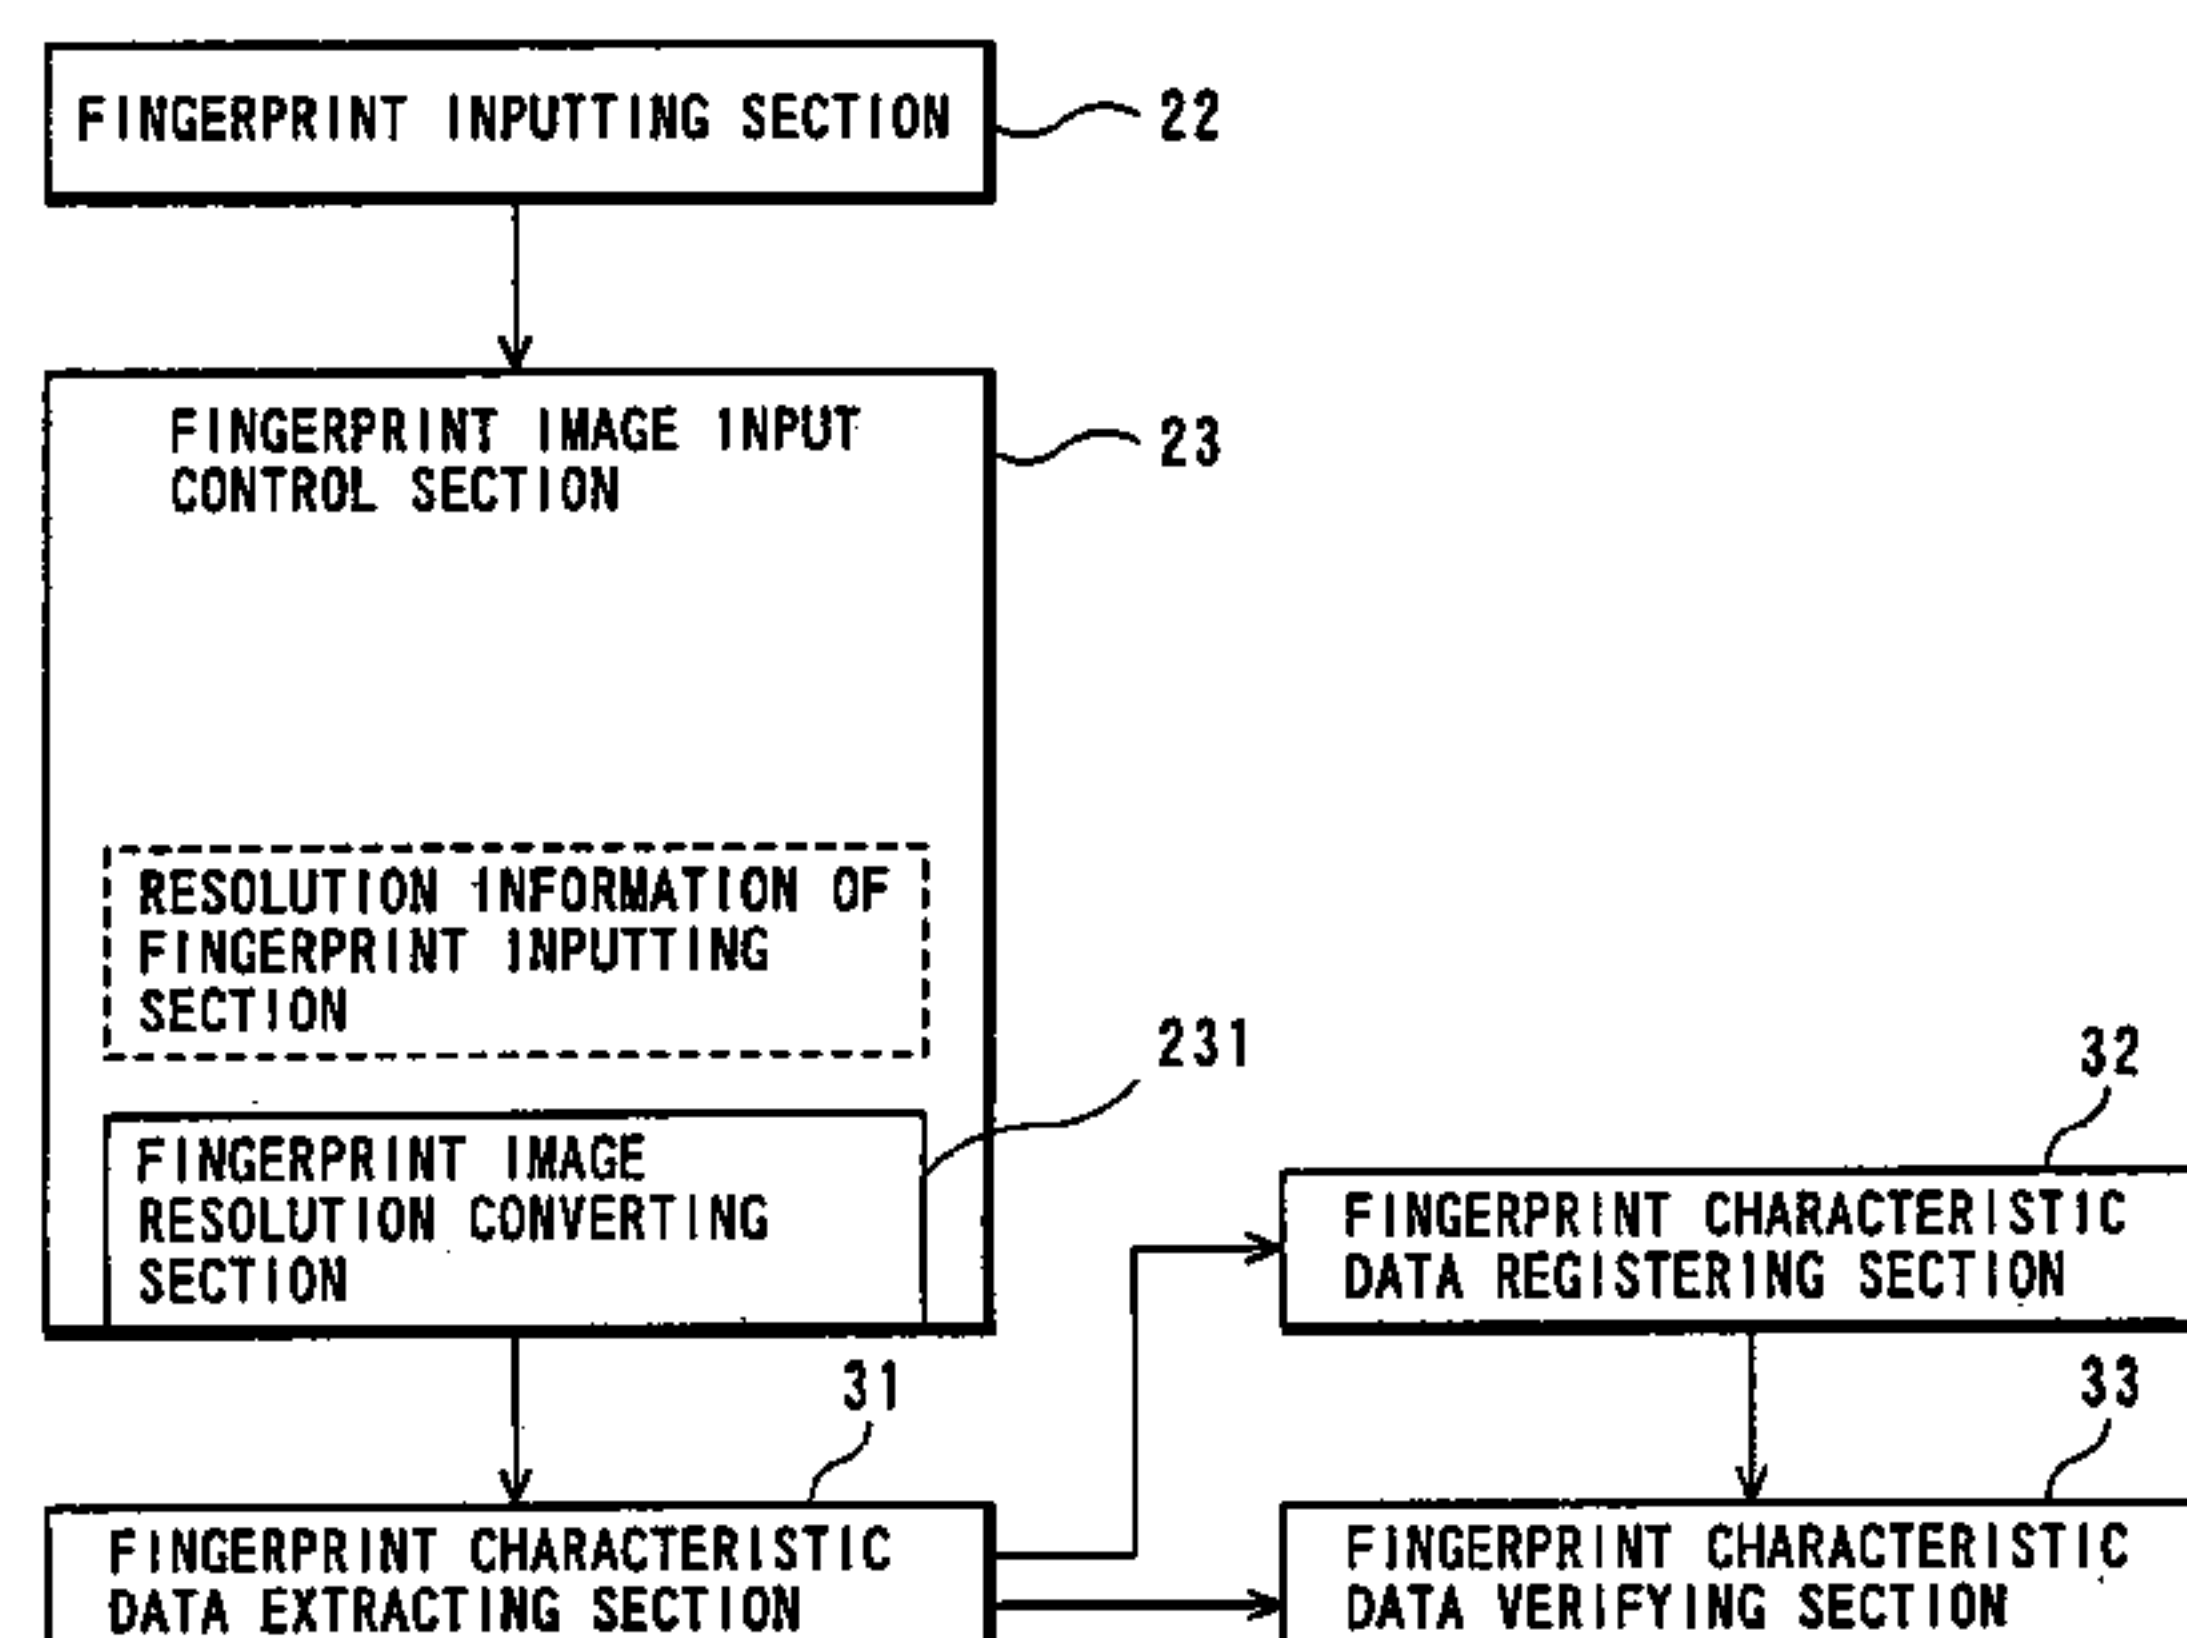 FINGERPRINT INPUTTING SECTION
22
FINGERPRINT IMAGE INPUT
CONTROL SECTION
23
RESOLUTION INFORMATION OF
FINGERPRINT INPUTTING
SECTION
231
FINGERPRINT IMAGE
RESOLUTION CONVERTING
SECTION
32
FINGERPRINT CHARACTERISTIC
DATA REGISTERING SECTION
31
33
FINGERPRINT CHARACTERISTIC
DATA EXTRACTING SECTION
FINGERPRINT CHARACTERISTIC
DATA VERIFYING SECTION